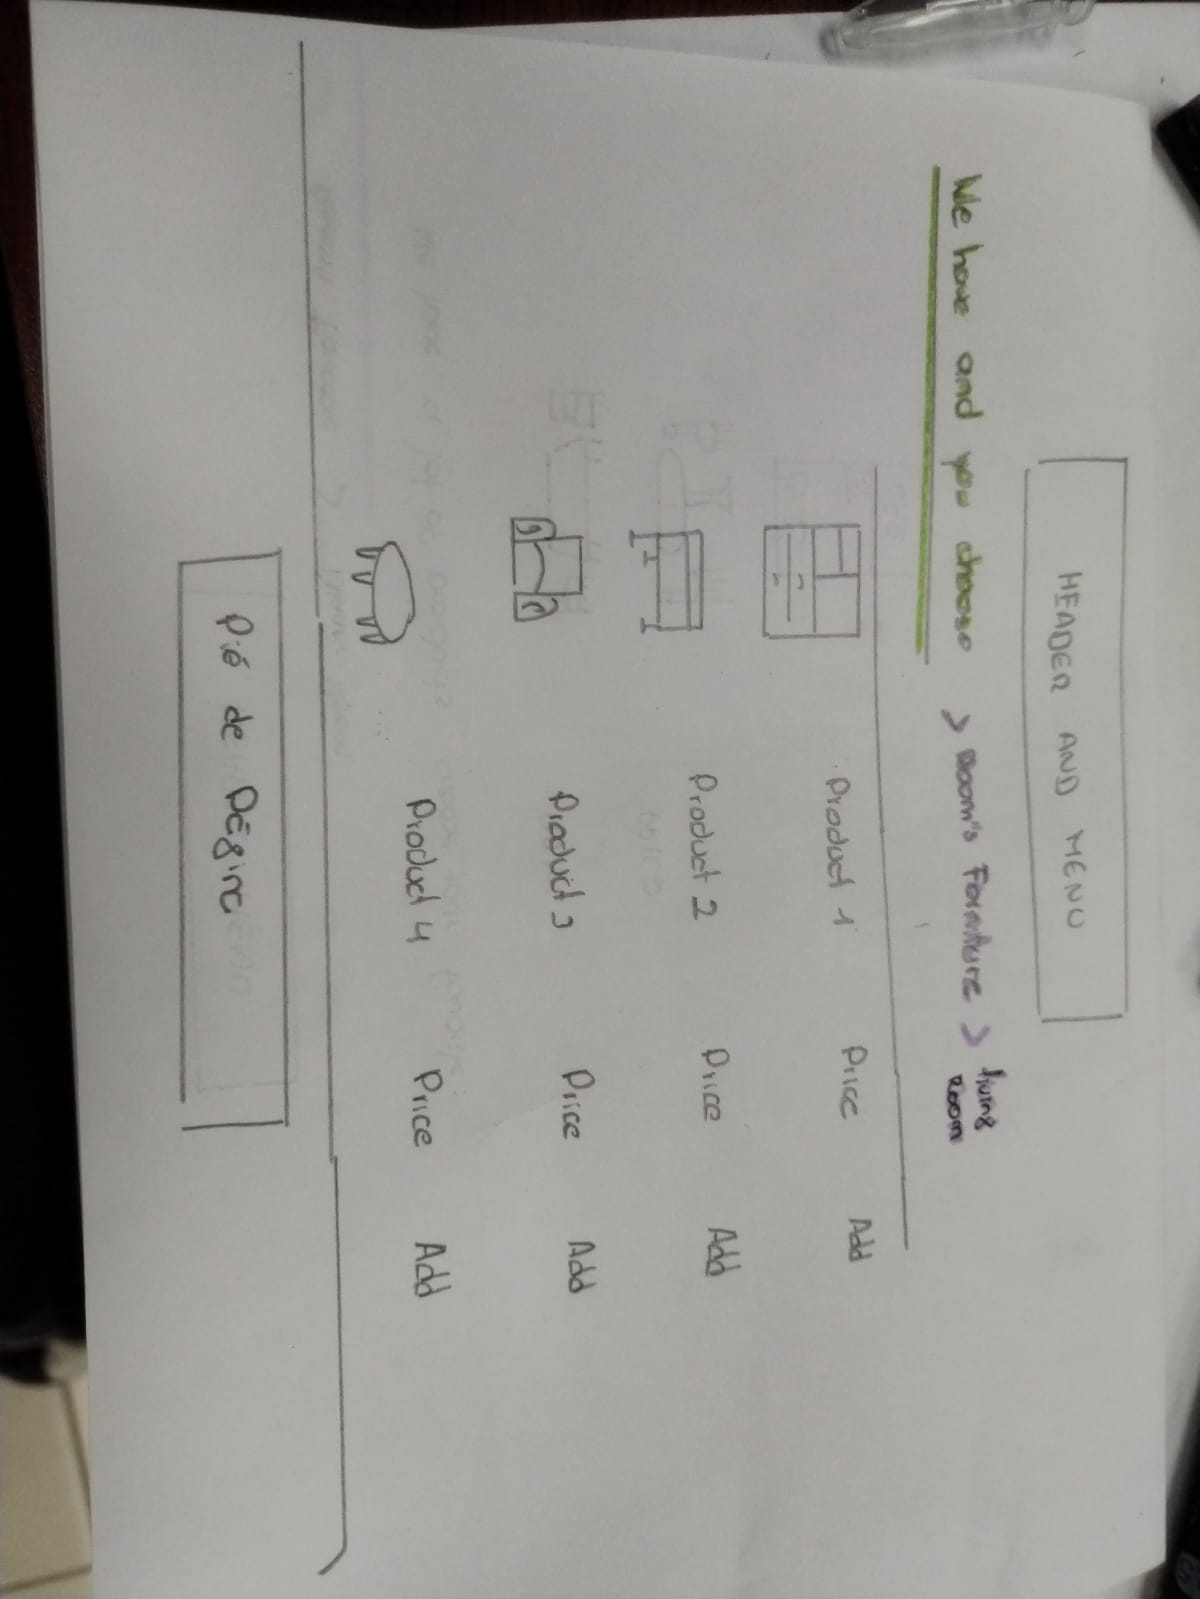 HEADER AND MENU
We have and you choose > Room's Forniture > living Room
Product 1 Price Add
Product 2 Price Add
Product 3 Price Add
Product 4 Price Add
Pié de Página